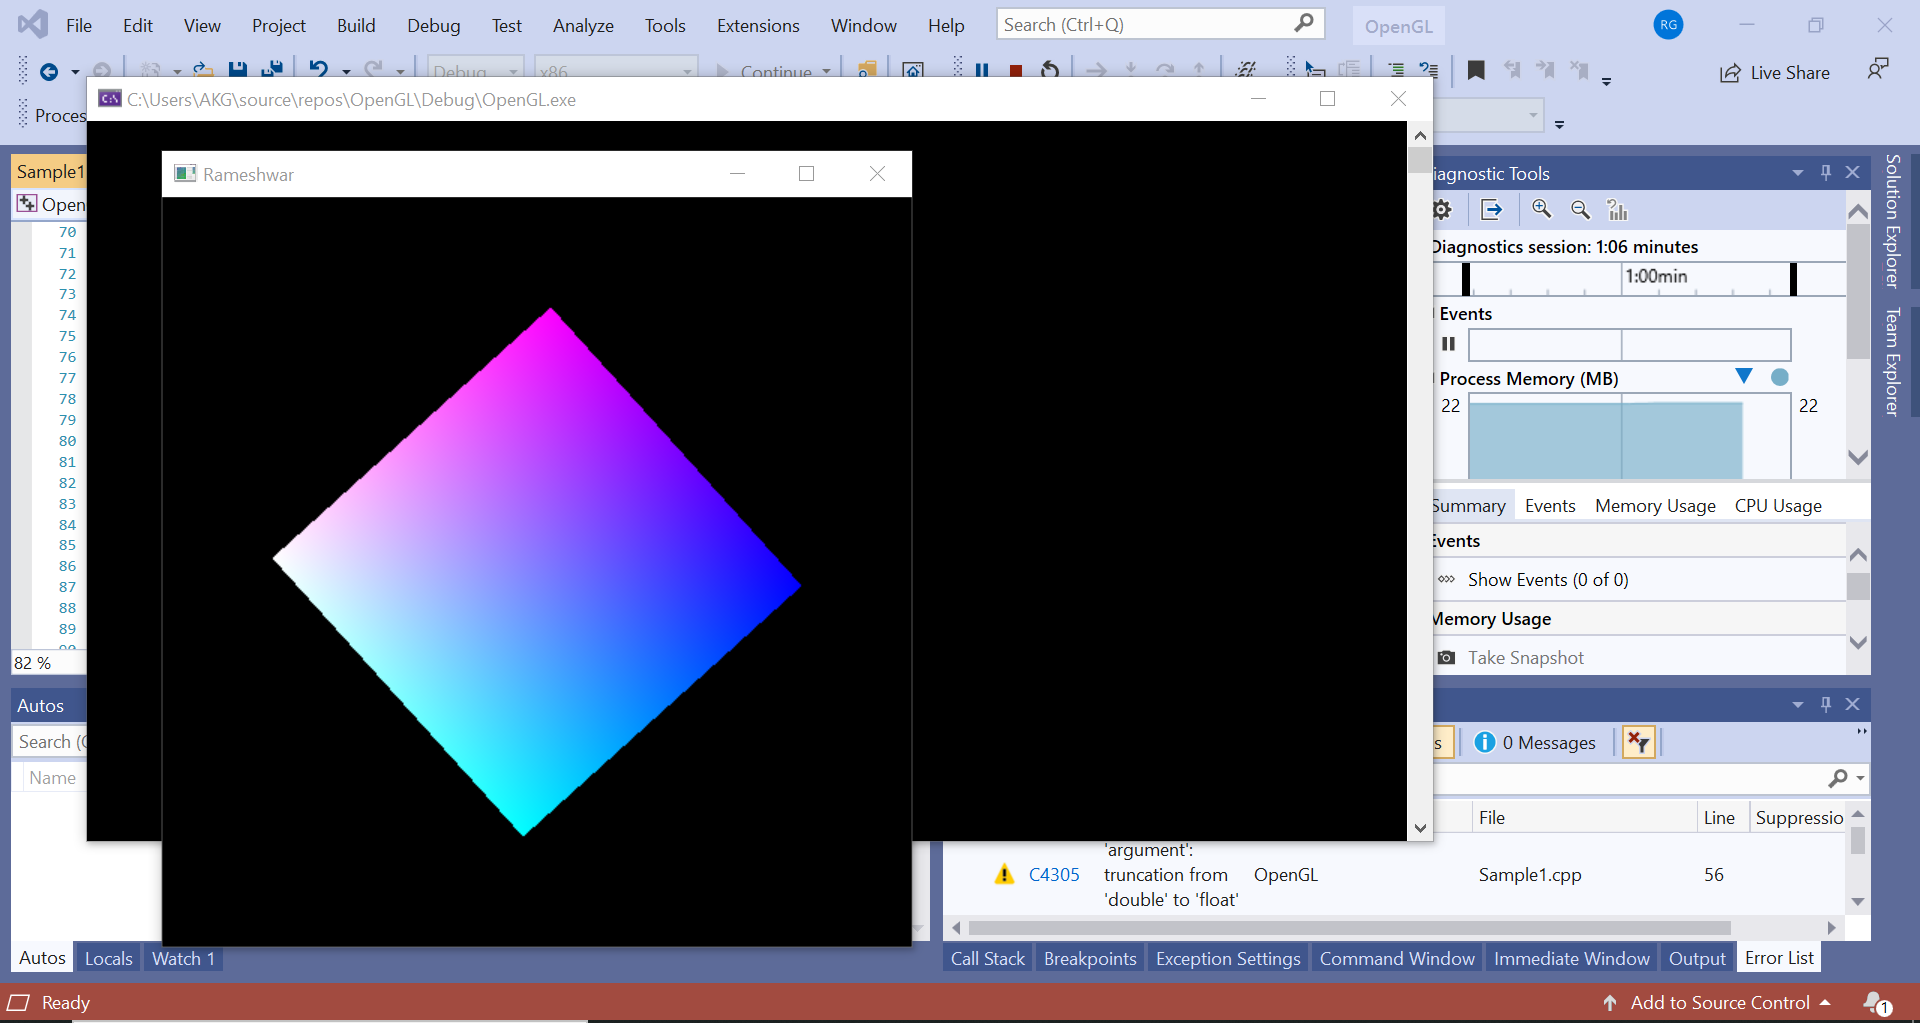 File Edit View Project Build Debug Test Analyze Tools Extensions Window Help Search (Ctrl+Q) OpenGL RG
Debug x86 Continue Live Share
C:\Users\AKG\source\repos\OpenGL\Debug\OpenGL.exe
Proces
Rameshwar
Sample1
Open
70
71
72
73
74
75
76
77
78
79
80
81
82
83
84
85
86
87
88
89
90
82 %
iagnostic Tools
Diagnostics session: 1:06 minutes
1:00min
Events
Process Memory (MB)
22 22
Summary Events Memory Usage CPU Usage
Events
Show Events (0 of 0)
Memory Usage
Take Snapshot
Solution Explorer
Team Explorer
Autos
Search (C
Name
s 0 Messages
File Line Suppressio
'argument':
C4305 truncation from OpenGL Sample1.cpp 56
'double' to 'float'
Autos Locals Watch 1
Call Stack Breakpoints Exception Settings Command Window Immediate Window Output Error List
Ready Add to Source Control 1